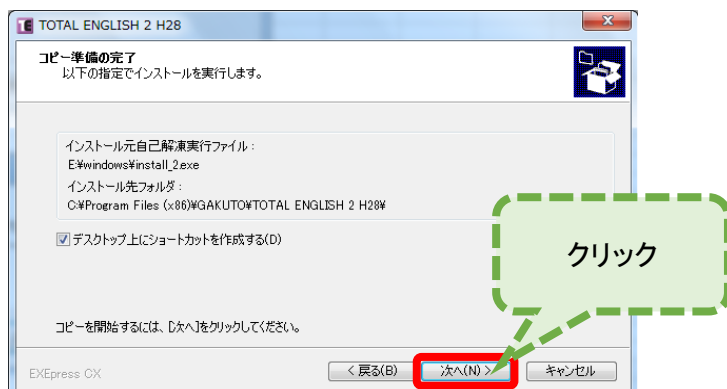 TOTAL ENGLISH 2 H28
コピー準備の完了
以下の指定でインストールを実行します。
インストール元自己解凍実行ファイル：
E:¥windows¥install_2.exe
インストール先フォルダ：
C:¥Program Files (x86)¥GAKUTO¥TOTAL ENGLISH 2 H28¥
デスクトップ上にショートカットを作成する(D)
クリック
コピーを開始するには、[次へ]をクリックしてください。
EXEpress CX
< 戻る(B)
次へ(N) >
キャンセル